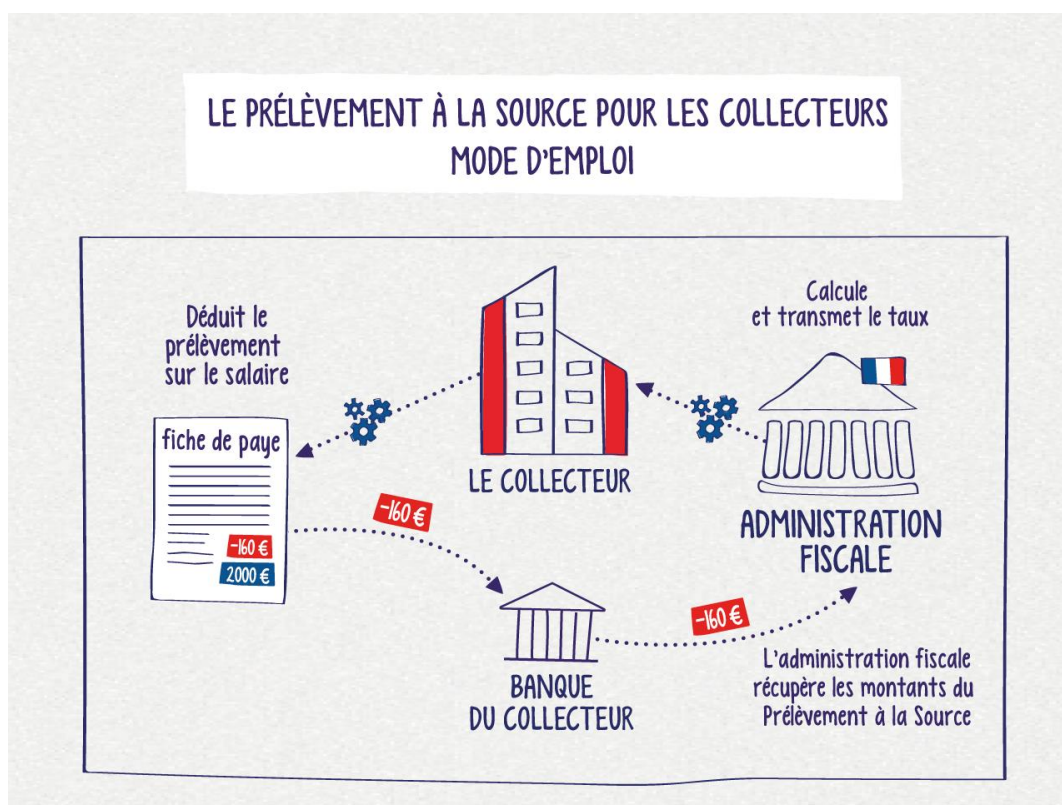 LE PRÉLÈVEMENT À LA SOURCE POUR LES COLLECTEURS
MODE D'EMPLOI
Déduit le
prélèvement
sur le salaire
fiche de paye
-160 €
2000 €
LE COLLECTEUR
Calcule
et transmet le taux
ADMINISTRATION
FISCALE
-160 €
BANQUE
DU COLLECTEUR
-160 €
L'administration fiscale
récupère les montants du
Prélèvement à la Source